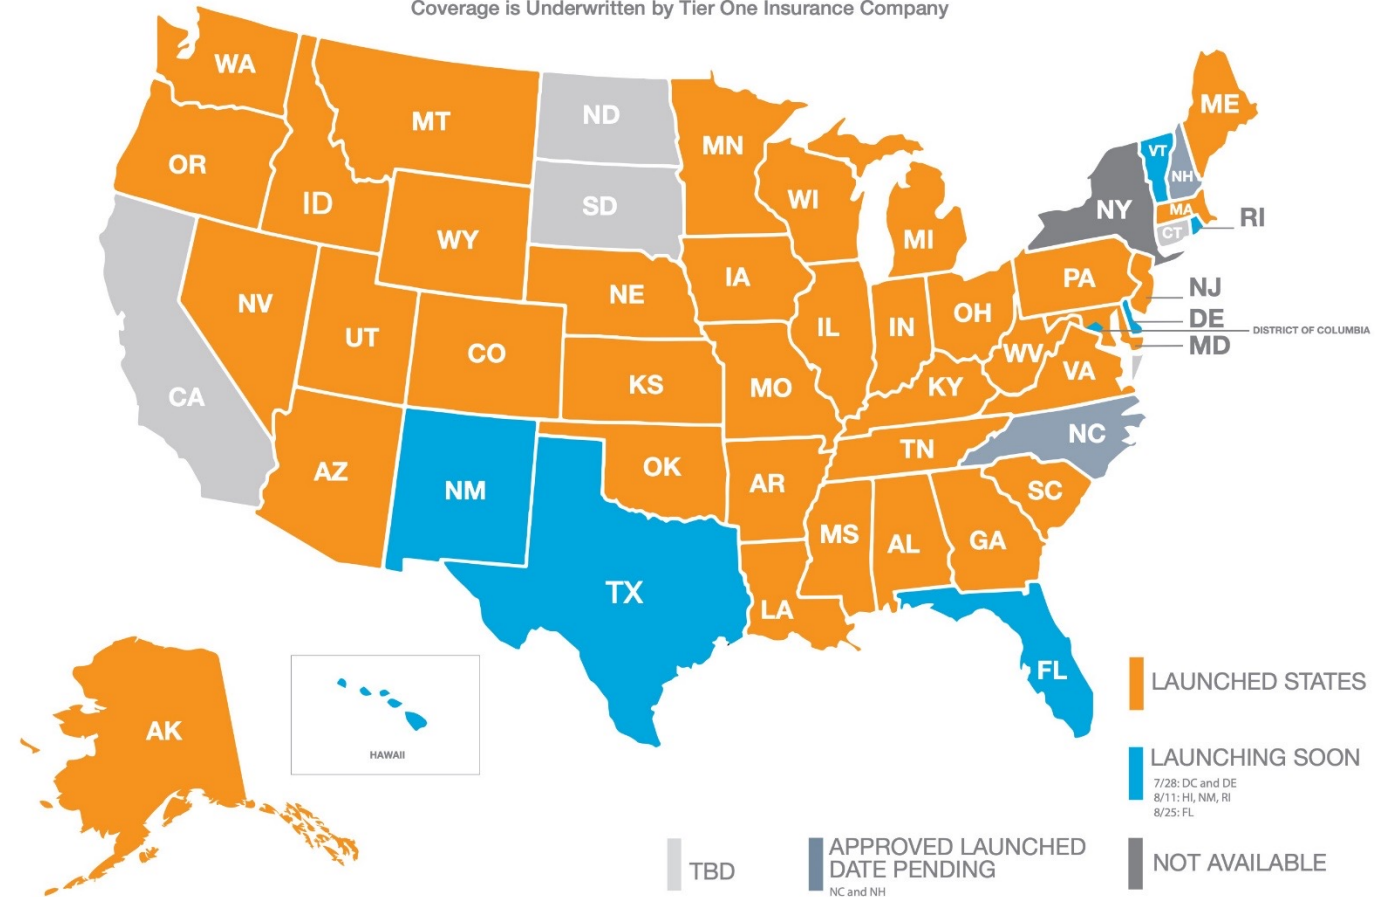 Coverage is Underwritten by Tier One Insurance Company
WA
MT
ND
MN
ME
OR
ID
SD
WI
VT
NH
WY
MI
NY
MA
RI
CT
NV
NE
IA
PA
NJ
UT
CO
IL
IN
OH
DE
DISTRICT OF COLUMBIA
WV
MD
CA
KS
MO
KY
VA
AZ
NM
OK
AR
TN
NC
SC
MS
AL
GA
TX
LA
FL
AK
HAWAII
LAUNCHED STATES
LAUNCHING SOON
7/28: DC and DE
8/11: HI, NM, RI
8/25: FL
TBD
APPROVED LAUNCHED
DATE PENDING
NC and NH
NOT AVAILABLE